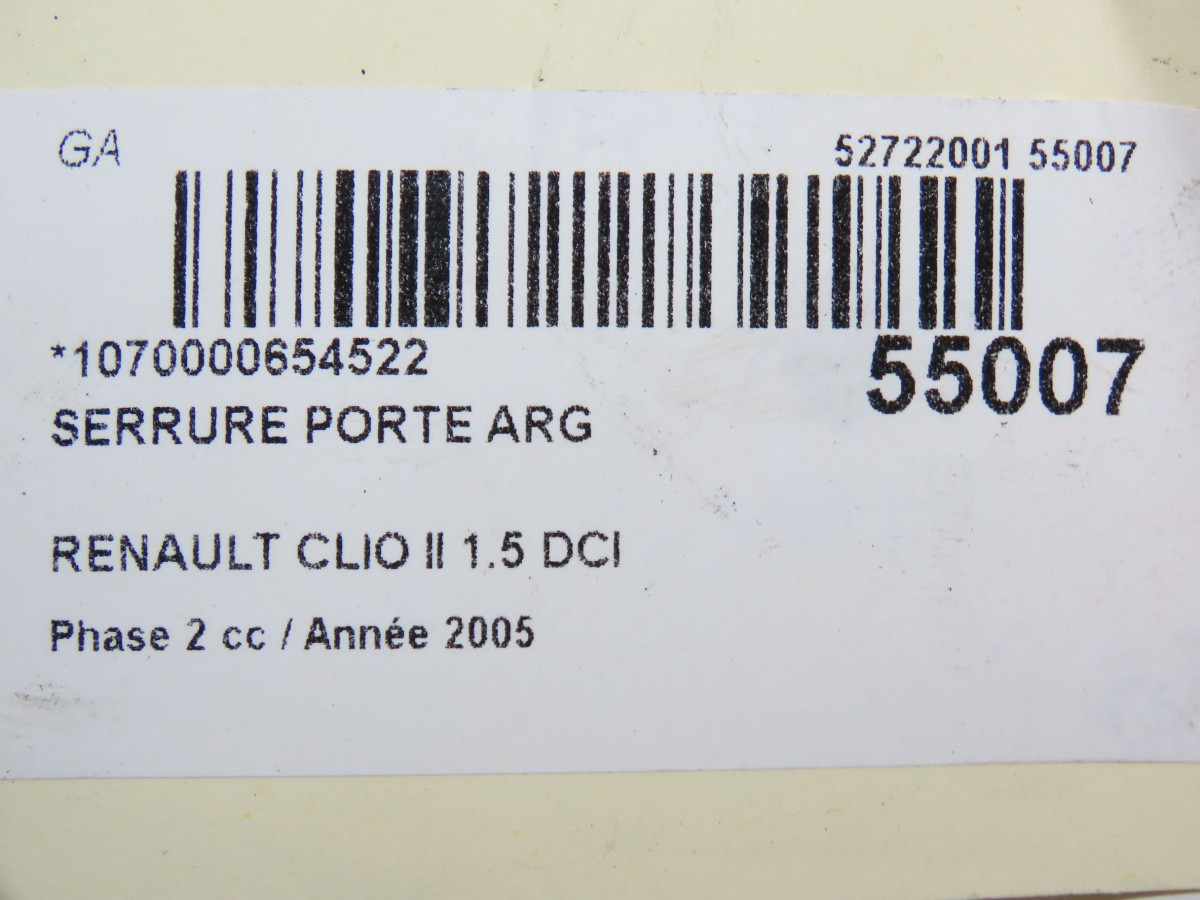 GA
52722001 55007
*1070000654522
55007
SERRURE PORTE ARG
RENAULT CLIO II 1.5 DCI
Phase 2 cc / Année 2005